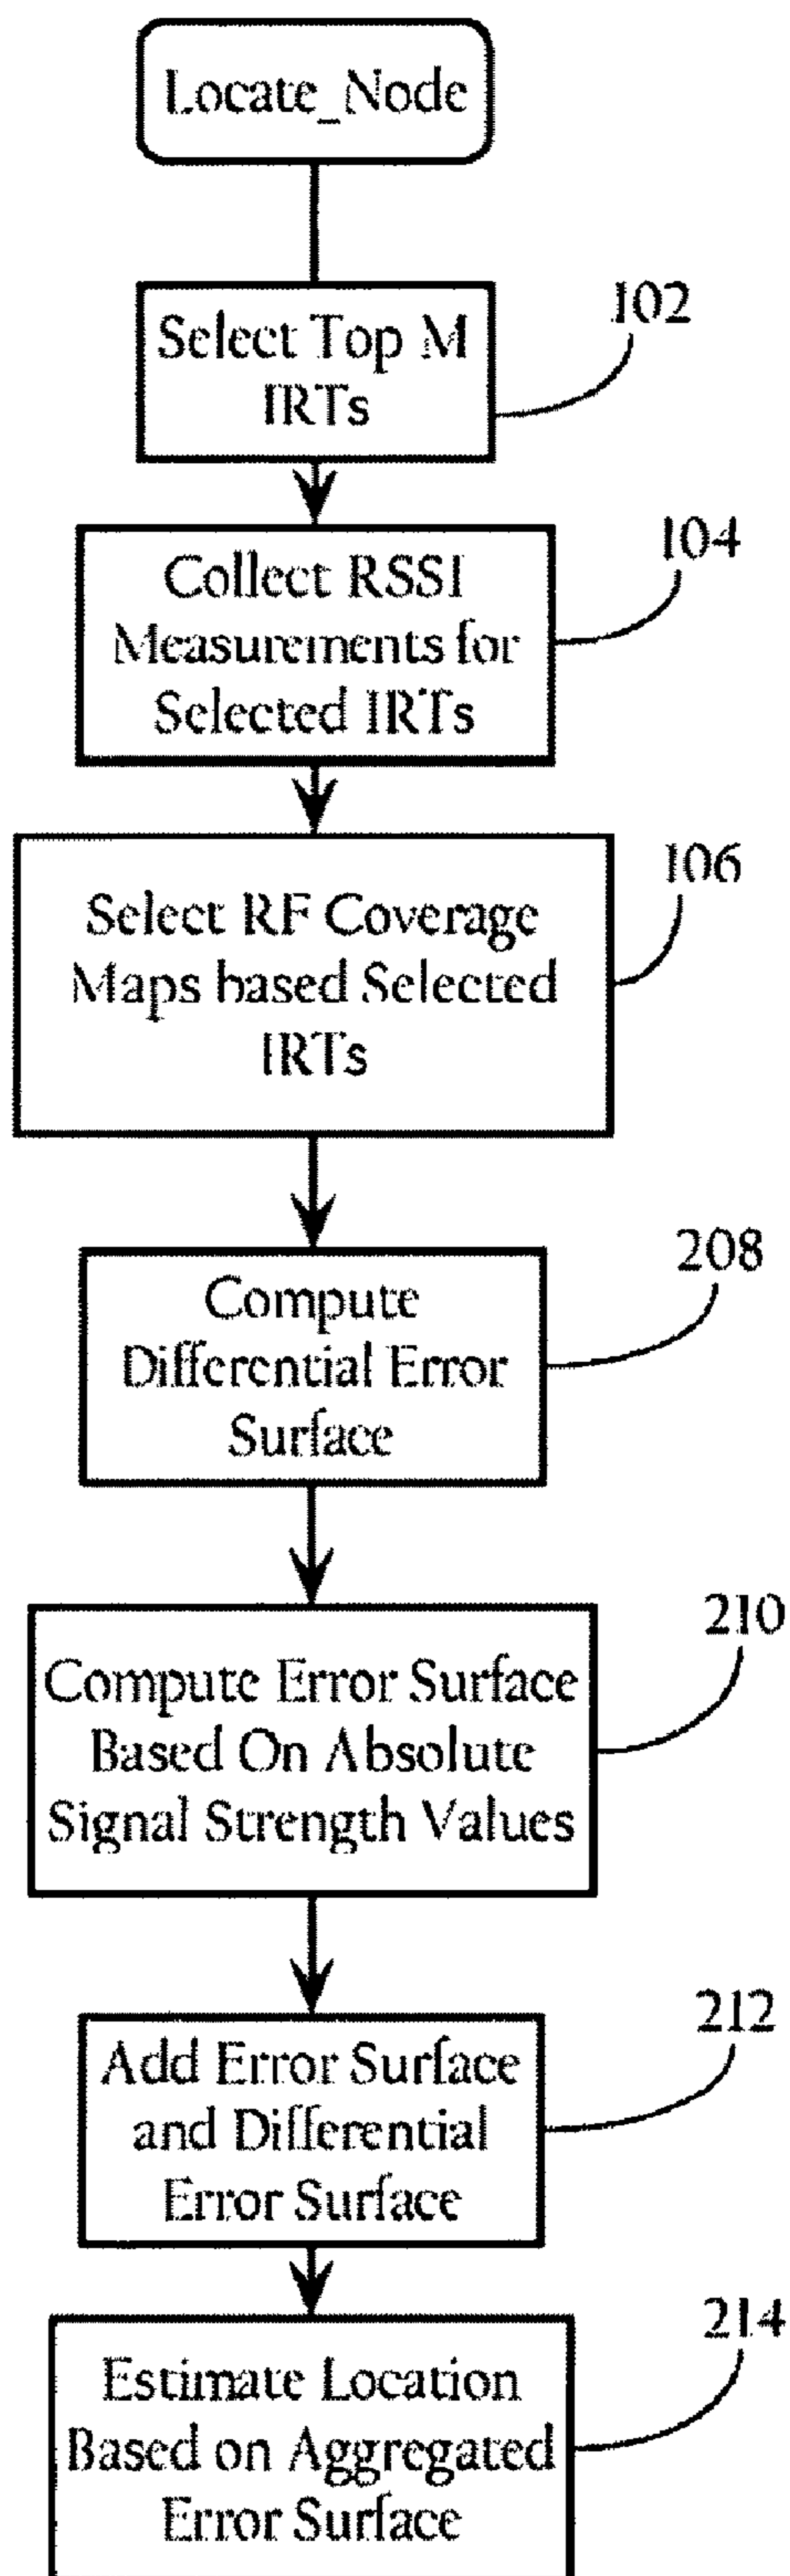 Locate_Node
Select Top M
IRTs
102
Collect RSSI
Measurements for
Selected IRTs
104
Select RF Coverage
Maps based Selected
IRTs
106
Compute
Differential Error
Surface
208
Compute Error Surface
Based On Absolute
Signal Strength Values
210
Add Error Surface
and Differential
Error Surface
212
Estimate Location
Based on Aggregated
Error Surface
214